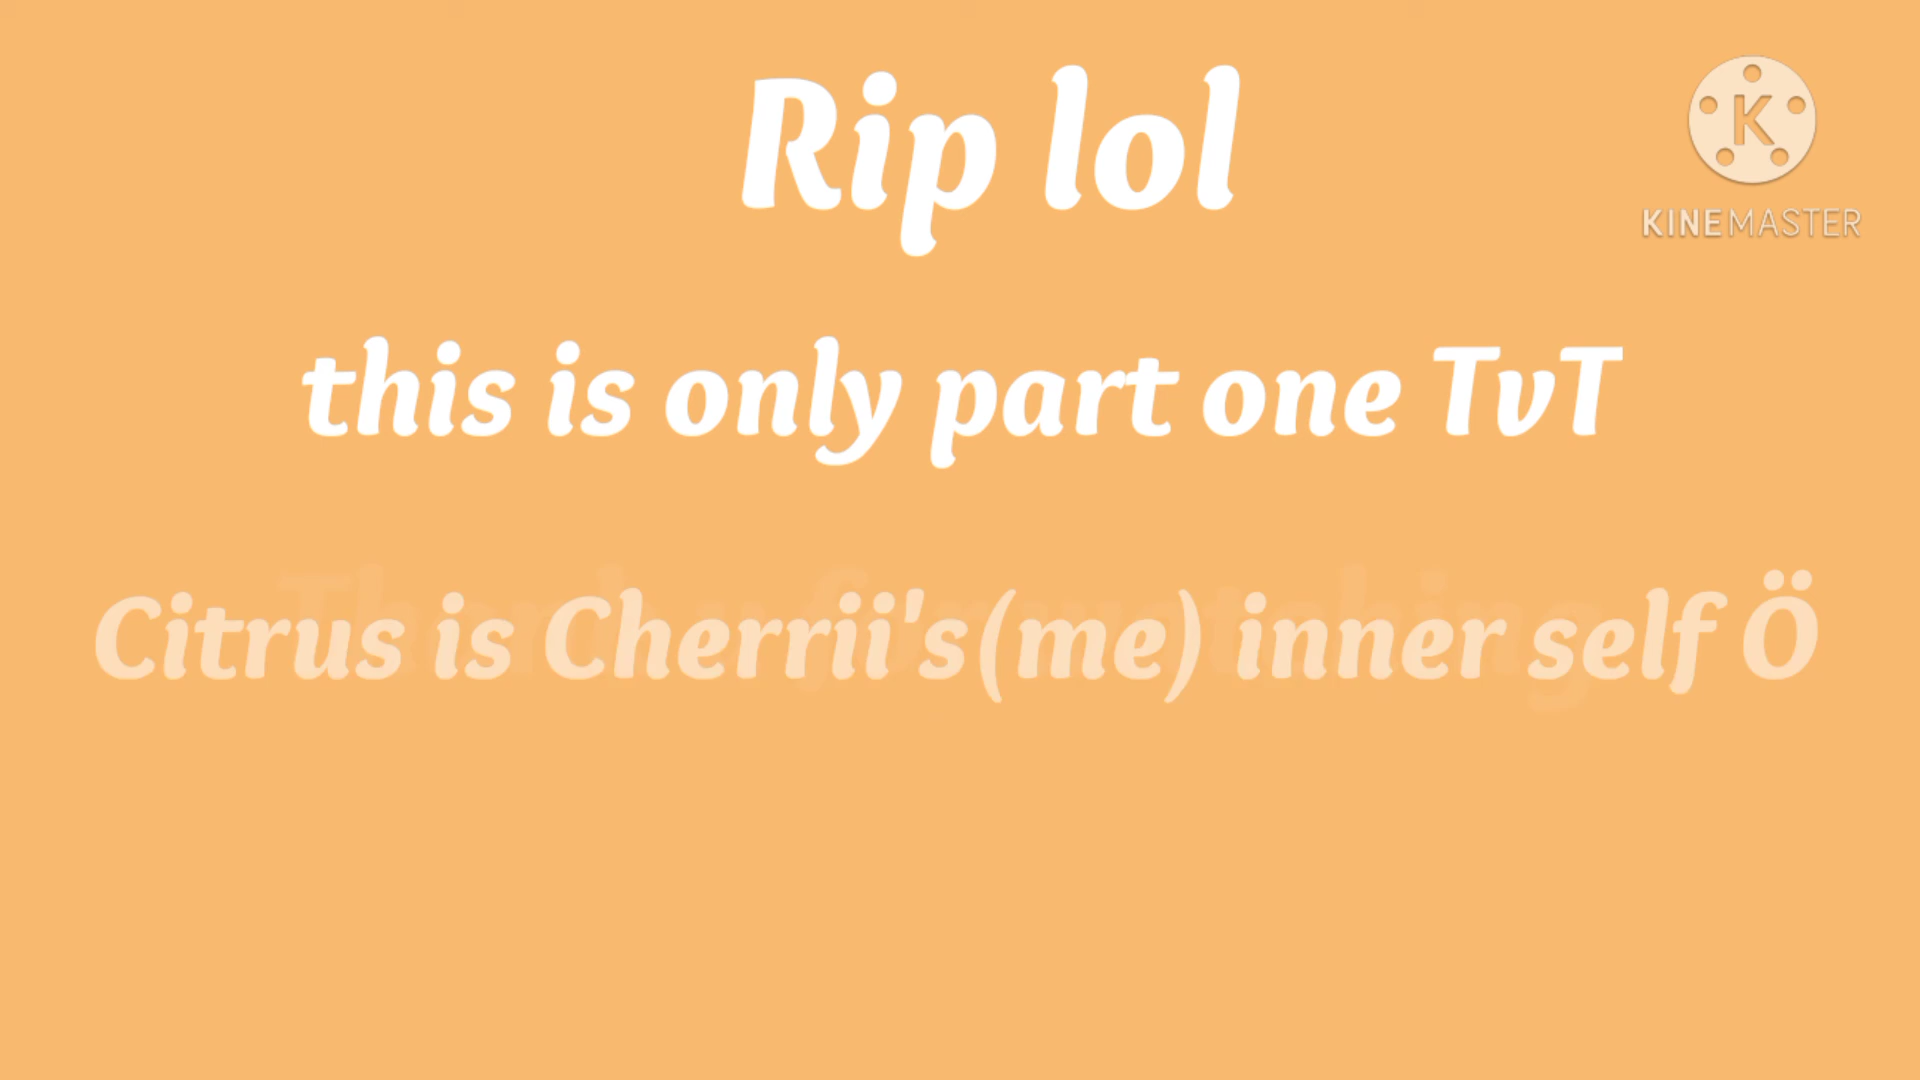 Rip lol
K
KINEMASTER
this is only part one TvT
Citrus is Cherrii's(me) inner self Ö